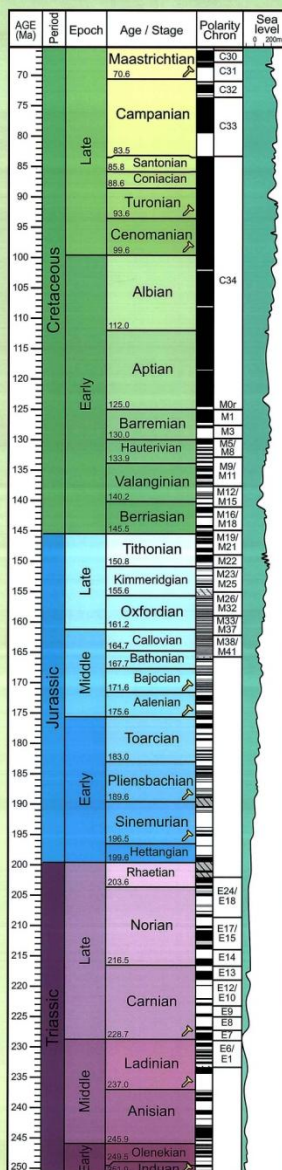 AGE (Ma) Period Epoch Age / Stage Polarity Chron Sea level
0 200m
Cretaceous
Late
Maastrichtian
70.6
Campanian
83.5
Santonian
85.8
Coniacian
88.6
Turonian
93.6
Cenomanian
99.6
Early
Albian
112.0
Aptian
125.0
Barremian
130.0
Hauterivian
133.9
Valanginian
140.2
Berriasian
145.5
Jurassic
Late
Tithonian
150.8
Kimmeridgian
155.6
Oxfordian
161.2
Middle
Callovian
164.7
Bathonian
167.7
Bajocian
171.6
Aalenian
175.6
Early
Toarcian
183.0
Pliensbachian
189.6
Sinemurian
196.5
Hettangian
199.6
Triassic
Late
Rhaetian
203.6
Norian
216.5
Carnian
228.7
Middle
Ladinian
237.0
Anisian
245.9
Early
Olenekian
249.5
Induan
70
75
80
85
90
95
100
105
110
115
120
125
130
135
140
145
150
155
160
165
170
175
180
185
190
195
200
205
210
215
220
225
230
235
240
245
250
C30
C31
C32
C33
C34
M0r
M1
M3
M5/
M8
M9/
M11
M12/
M15
M16/
M18
M19/
M21
M22
M23/
M25
M26/
M32
M33/
M37
M38/
M41
E24/
E18
E17/
E15
E14
E13
E12/
E10
E9
E8
E7
E6/
E1